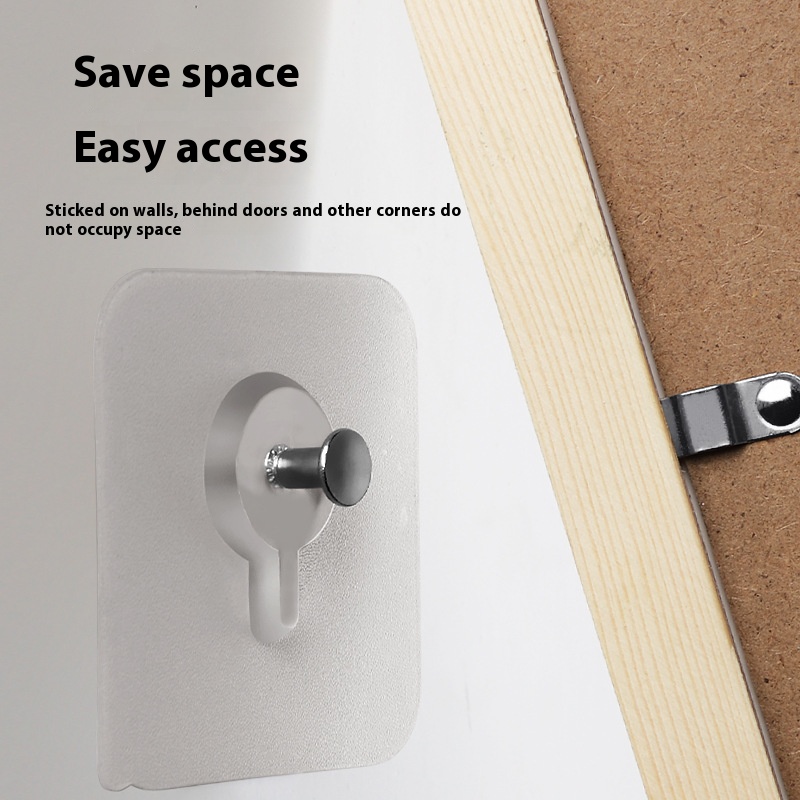 Save space
Easy access
Sticked on walls, behind doors and other corners do
not occupy space